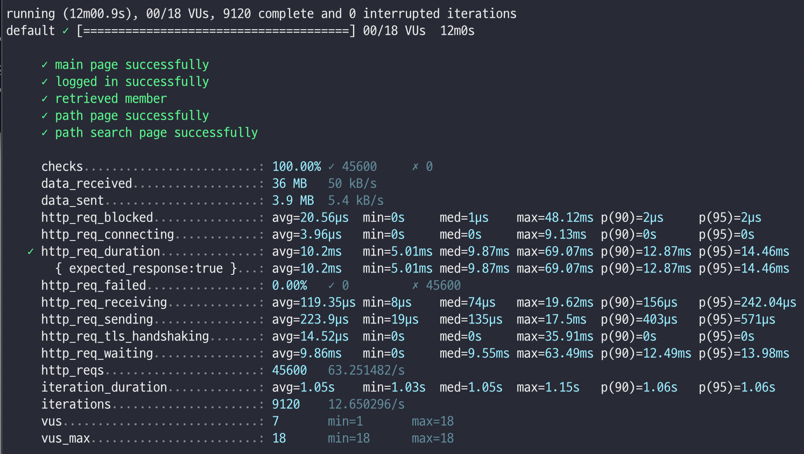 running (12m00.9s), 00/18 VUs, 9120 complete and 0 interrupted iterations
default ✓ [======================================] 00/18 VUs  12m0s
✓ main page successfully
✓ logged in successfully
✓ retrieved member
✓ path page successfully
✓ path search page successfully
checks.........................: 100.00% ✓ 45600     ✗ 0
data_received..................: 36 MB   50 kB/s
data_sent......................: 3.9 MB  5.4 kB/s
http_req_blocked...............: avg=20.56µs  min=0s     med=1µs     max=48.12ms p(90)=2µs     p(95)=2µs
http_req_connecting............: avg=3.96µs   min=0s     med=0s      max=9.13ms  p(90)=0s      p(95)=0s
✓ http_req_duration..............: avg=10.2ms   min=5.01ms med=9.87ms  max=69.07ms p(90)=12.87ms p(95)=14.46ms
{ expected_response:true }...: avg=10.2ms   min=5.01ms med=9.87ms  max=69.07ms p(90)=12.87ms p(95)=14.46ms
http_req_failed................: 0.00%   ✓ 0         ✗ 45600
http_req_receiving.............: avg=119.35µs min=8µs    med=74µs    max=19.62ms p(90)=156µs   p(95)=242.04µs
http_req_sending...............: avg=223.9µs  min=19µs   med=135µs   max=17.5ms  p(90)=403µs   p(95)=571µs
http_req_tls_handshaking.......: avg=14.52µs  min=0s     med=0s      max=35.91ms p(90)=0s      p(95)=0s
http_req_waiting...............: avg=9.86ms   min=0s     med=9.55ms  max=63.49ms p(90)=12.49ms p(95)=13.98ms
http_reqs......................: 45600   63.251482/s
iteration_duration.............: avg=1.05s    min=1.03s  med=1.05s   max=1.15s   p(90)=1.06s   p(95)=1.06s
iterations.....................: 9120    12.650296/s
vus............................: 7       min=1       max=18
vus_max........................: 18      min=18      max=18